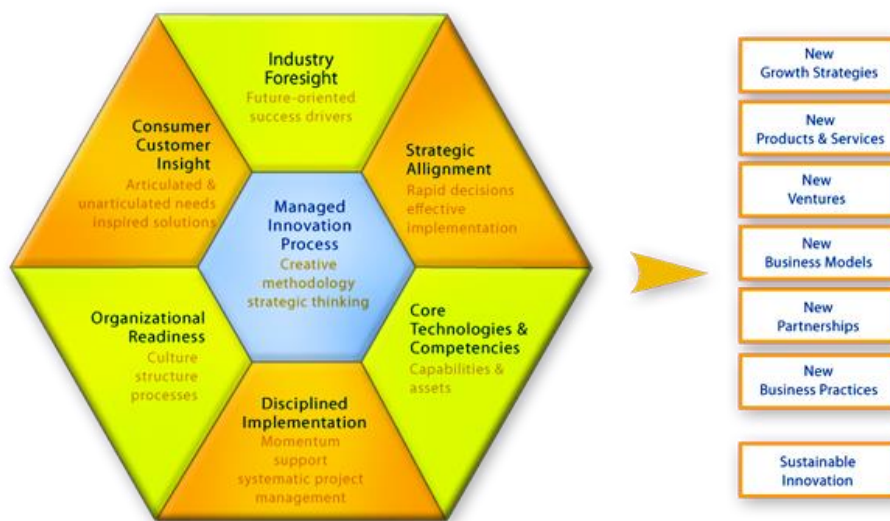 Industry
Foresight
Future-oriented
success drivers
Consumer
Customer
Insight
Articulated &
unarticulated needs
inspired solutions
Strategic
Allignment
Rapid decisions
effective
implementation
Managed
Innovation
Process
Creative
methodology
strategic thinking
Organizational
Readiness
Culture
structure
processes
Core
Technologies &
Competencies
Capabilities &
assets
Disciplined
Implementation
Momentum
support
systematic project
management
New
Growth Strategies
New
Products & Services
New
Ventures
New
Business Models
New
Partnerships
New
Business Practices
Sustainable
Innovation